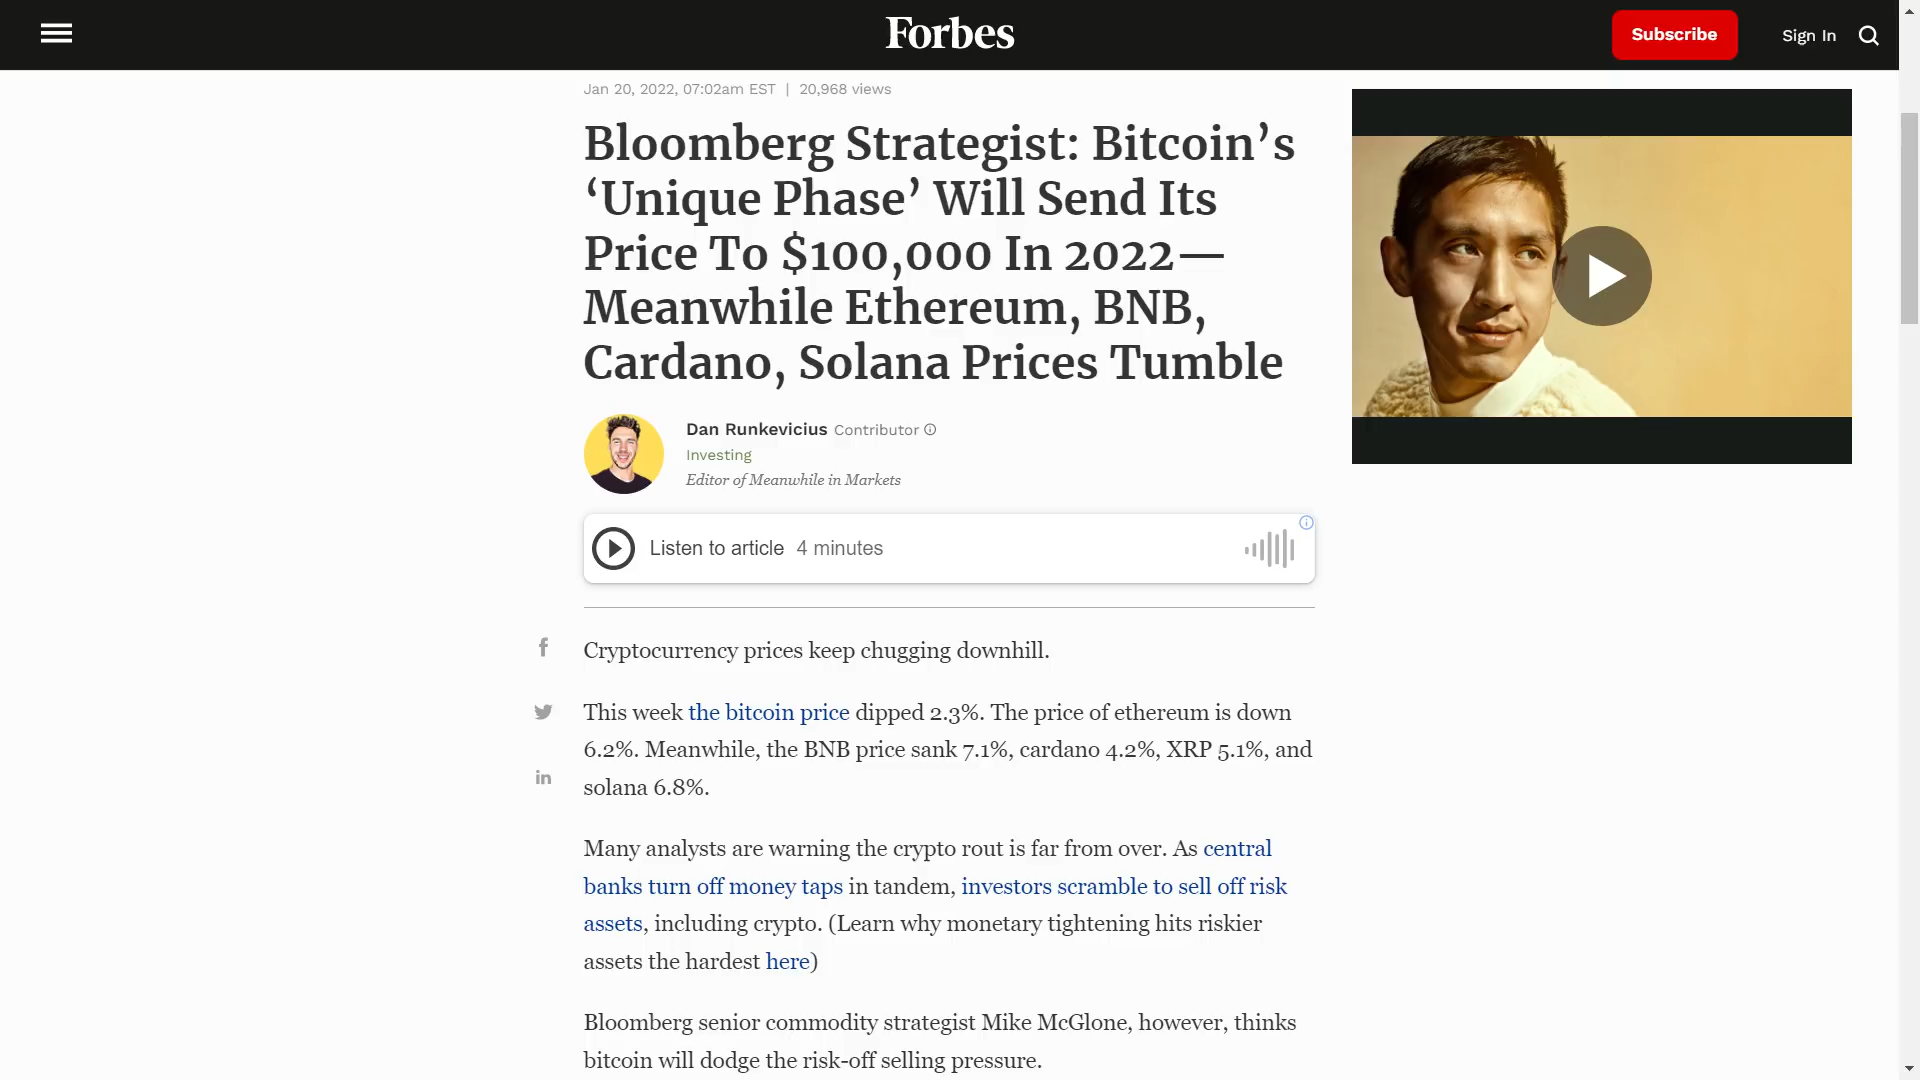 Forbes
Subscribe
Sign In
Jan 20, 2022, 07:02am EST | 20,968 views
Bloomberg Strategist: Bitcoin’s
‘Unique Phase’ Will Send Its
Price To $100,000 In 2022—
Meanwhile Ethereum, BNB,
Cardano, Solana Prices Tumble
Dan Runkevicius Contributor
Investing
Editor of Meanwhile in Markets
Listen to article 4 minutes
Cryptocurrency prices keep chugging downhill.
This week the bitcoin price dipped 2.3%. The price of ethereum is down
6.2%. Meanwhile, the BNB price sank 7.1%, cardano 4.2%, XRP 5.1%, and
solana 6.8%.
Many analysts are warning the crypto rout is far from over. As central
banks turn off money taps in tandem, investors scramble to sell off risk
assets, including crypto. (Learn why monetary tightening hits riskier
assets the hardest here)
Bloomberg senior commodity strategist Mike McGlone, however, thinks
bitcoin will dodge the risk-off selling pressure.